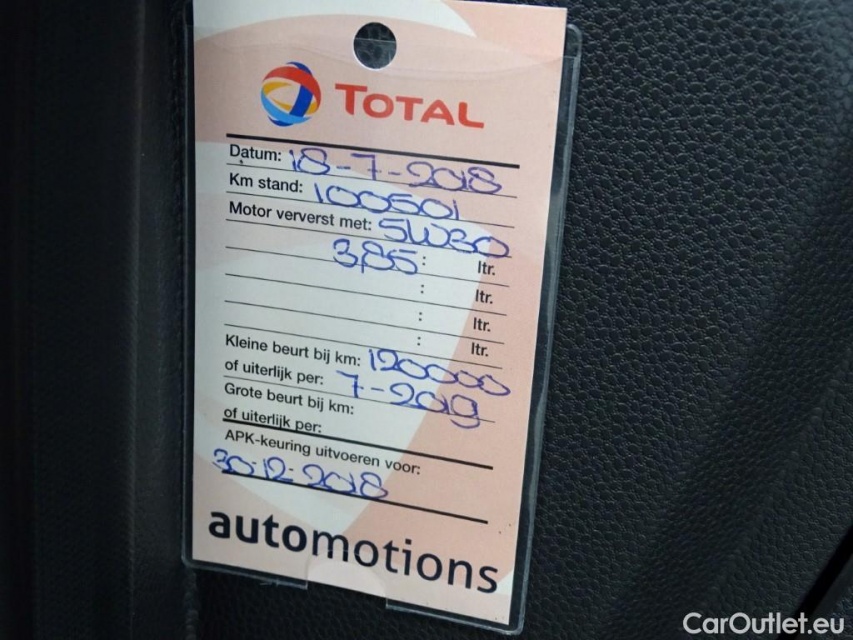 TOTAL
Datum: 18-7-2018
Km stand: 100501
Motor ververst met: 5W30
3,85 : ltr.
: ltr.
: ltr.
: ltr.
Kleine beurt bij km: 120000
of uiterlijk per: 7-2019
Grote beurt bij km:
of uiterlijk per:
APK-keuring uitvoeren voor:
30-12-2018
automotions
CarOutlet.eu